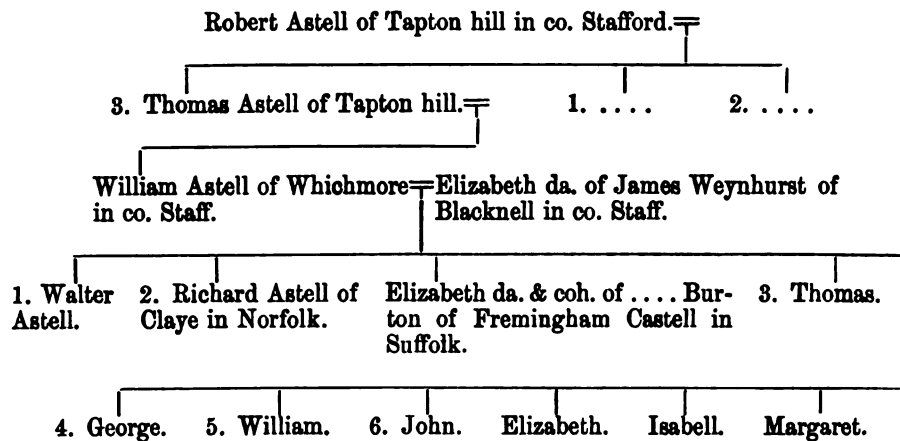 Robert Astell of Tapton hill in co. Stafford.
3. Thomas Astell of Tapton hill. 1. . . . . 2. . . . .
William Astell of Whichmore
in co. Staff.
Elizabeth da. of James Weynhurst of
Blacknell in co. Staff.
1. Walter
Astell.
2. Richard Astell of
Claye in Norfolk.
Elizabeth da. & coh. of . . . . Bur-
ton of Fremingham Castell in
Suffolk.
3. Thomas.
4. George. 5. William. 6. John. Elizabeth. Isabell. Margaret.